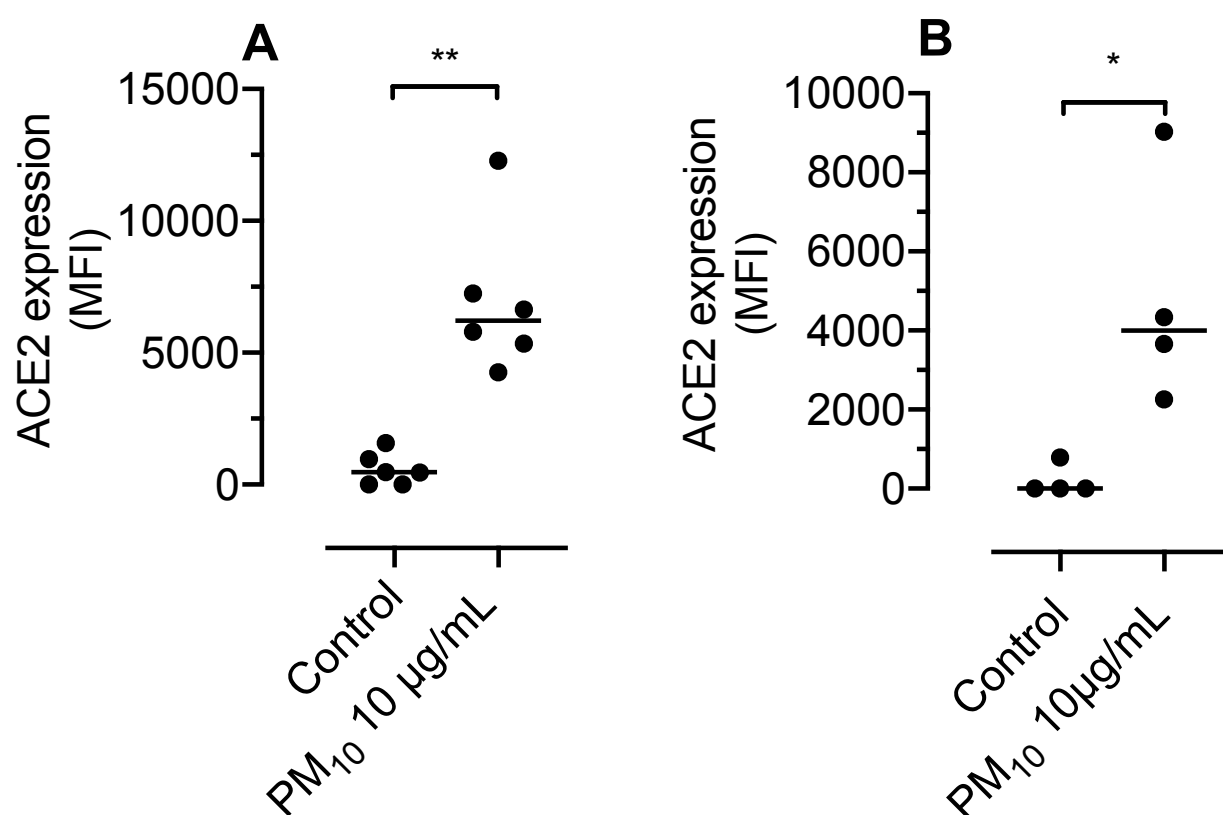 A
**
15000
10000
5000
0
ACE2 expression
(MFI)
Control
PM₁₀ 10 µg/mL
B
*
10000
8000
6000
4000
2000
0
ACE2 expression
(MFI)
Control
PM₁₀ 10µg/mL